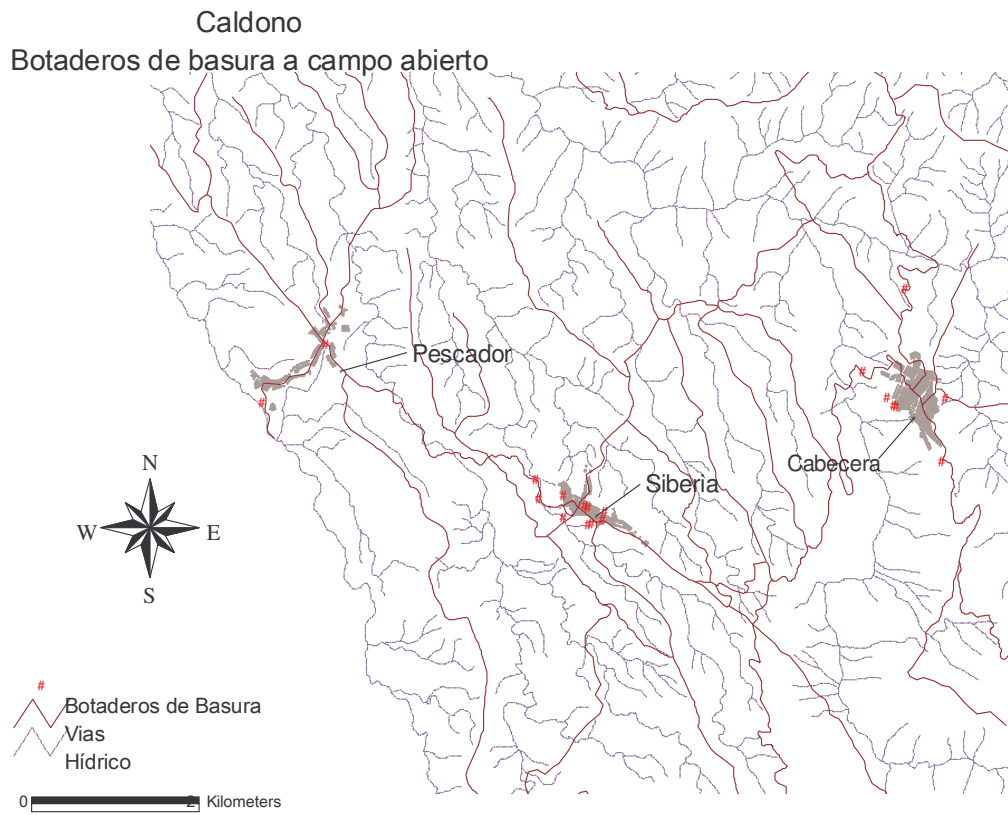 Caldono
Botaderos de basura a campo abierto
Pescador
Siberia
Cabecera
N
W E
S
# Botaderos de Basura
Vias
Hídrico
0 2 Kilometers